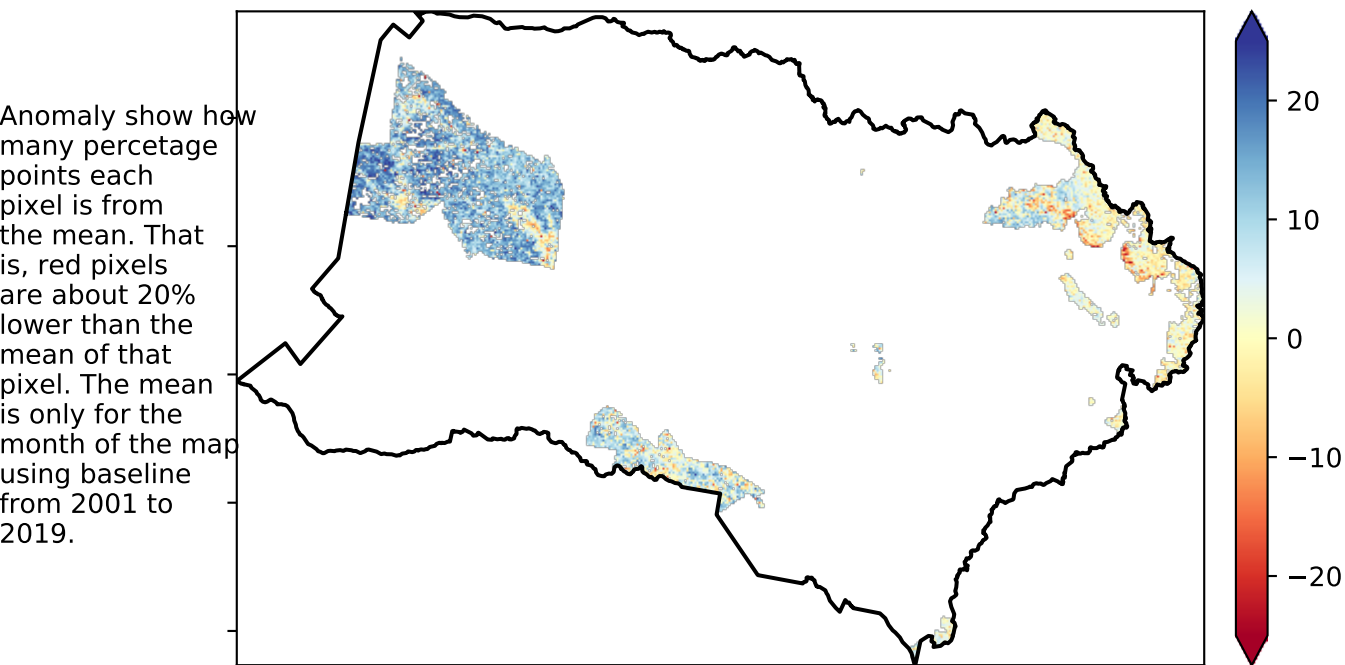 Anomaly show how
many percetage
points each
pixel is from
the mean. That
is, red pixels
are about 20%
lower than the
mean of that
pixel. The mean
is only for the
month of the map
using baseline
from 2001 to
2019.
20
10
0
−10
−20